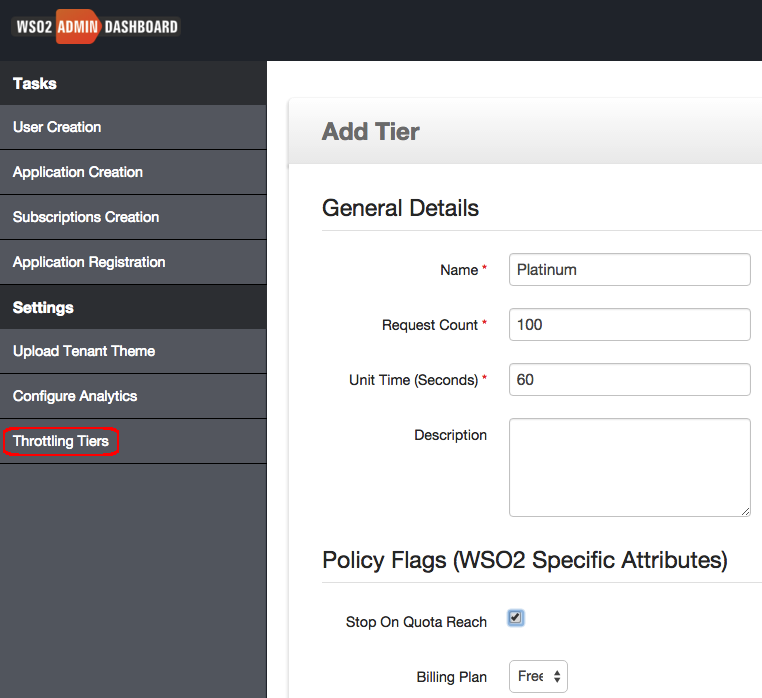 WSO2 ADMIN DASHBOARD
Tasks
User Creation
Application Creation
Subscriptions Creation
Application Registration
Settings
Upload Tenant Theme
Configure Analytics
Throttling Tiers
Add Tier
General Details
Name * Platinum
Request Count * 100
Unit Time (Seconds) * 60
Description
Policy Flags (WSO2 Specific Attributes)
Stop On Quota Reach
Billing Plan Free